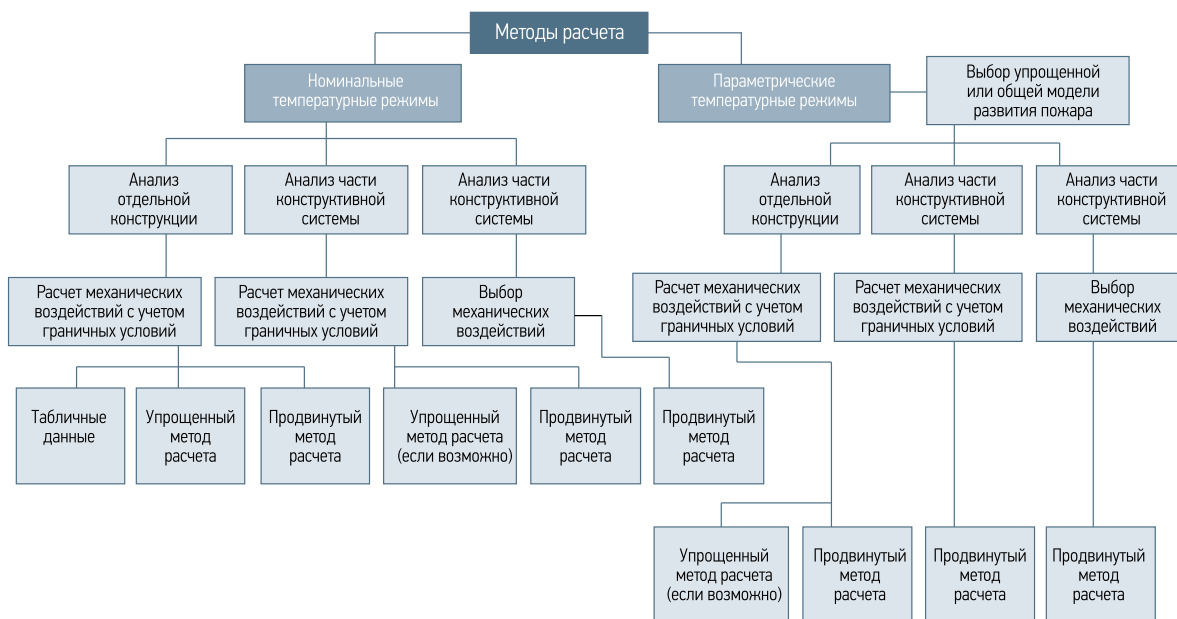 Методы расчета
Номинальные
температурные режимы
Параметрические
температурные режимы
Выбор упрощенной
или общей модели
развития пожара
Анализ
отдельной
конструкции
Анализ части
конструктивной
системы
Анализ части
конструктивной
системы
Анализ
отдельной
конструкции
Анализ части
конструктивной
системы
Анализ части
конструктивной
системы
Расчет механических
воздействий с учетом
граничных условий
Расчет механических
воздействий с учетом
граничных условий
Выбор
механических
воздействий
Расчет механических
воздействий с учетом
граничных условий
Расчет механических
воздействий с учетом
граничных условий
Выбор
механических
воздействий
Табличные
данные
Упрощенный
метод
расчета
Продвинутый
метод
расчета
Упрощенный
метод расчета
(если возможно)
Продвинутый
метод
расчета
Продвинутый
метод
расчета
Упрощенный
метод расчета
(если возможно)
Продвинутый
метод
расчета
Продвинутый
метод
расчета
Продвинутый
метод
расчета